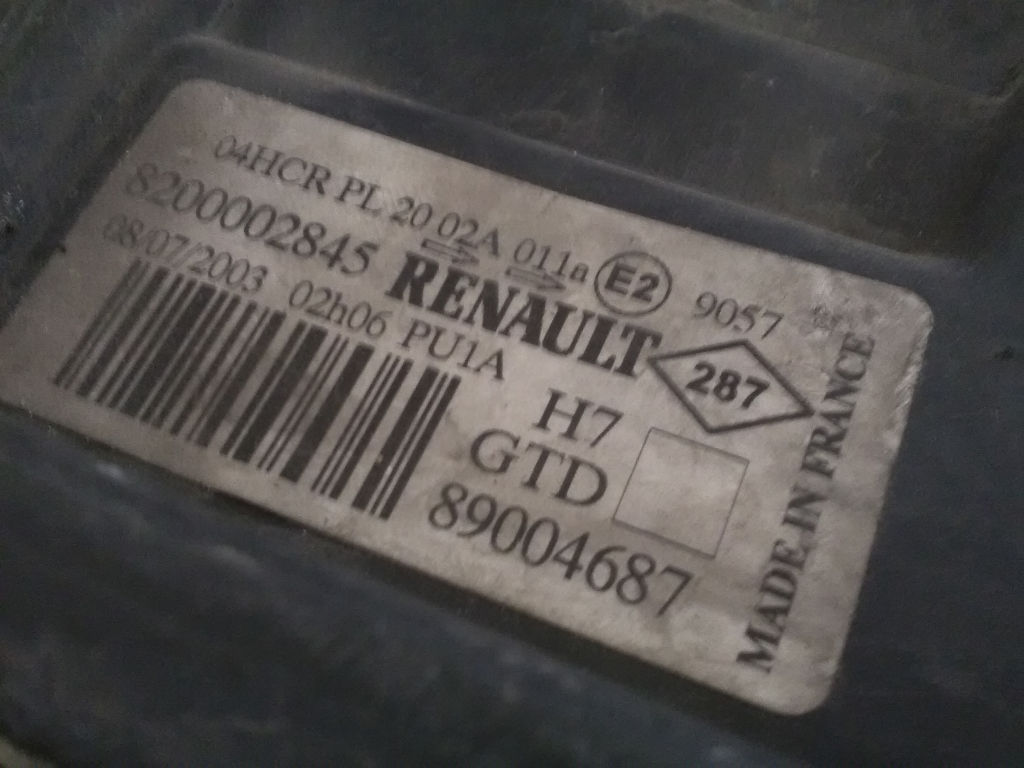 04HCR PL 20 02A 011a E2 9057
8200002845 RENAULT 287
08/07/2003 02h06 PU1A
H7
GTD
89004687
MADE IN FRANCE